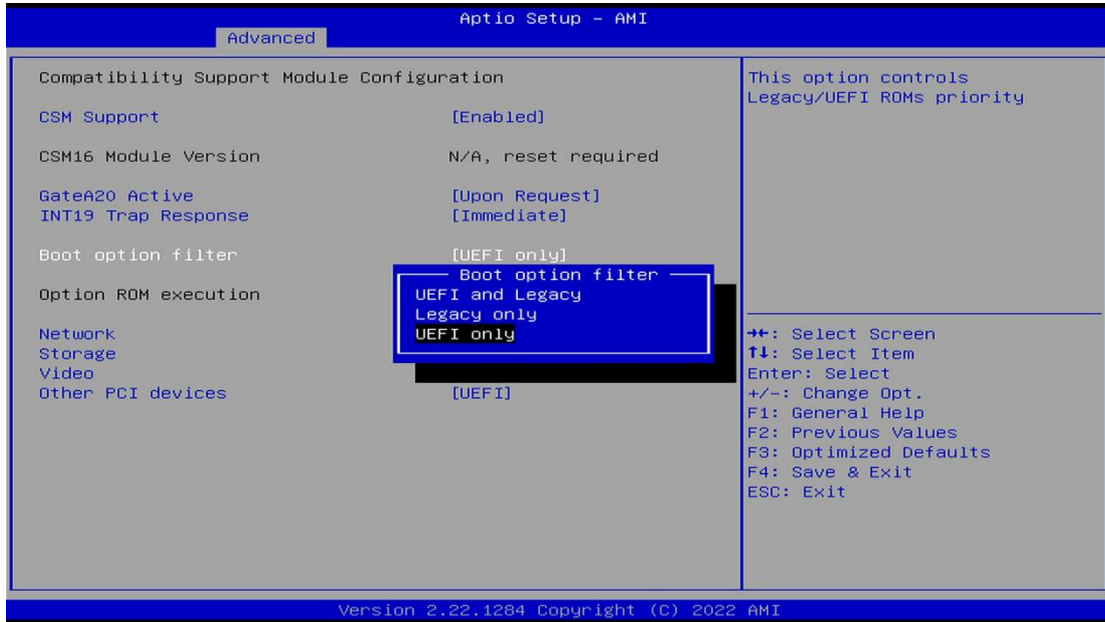 Aptio Setup – AMI
Advanced
Compatibility Support Module Configuration
CSM Support [Enabled]
CSM16 Module Version N/A, reset required
GateA20 Active [Upon Request]
INT19 Trap Response [Immediate]
Boot option filter [UEFI only]
Option ROM execution
Network
Storage
Video
Other PCI devices [UEFI]
Boot option filter
UEFI and Legacy
Legacy only
UEFI only
This option controls
Legacy/UEFI ROMs priority
→←: Select Screen
↑↓: Select Item
Enter: Select
+/-: Change Opt.
F1: General Help
F2: Previous Values
F3: Optimized Defaults
F4: Save & Exit
ESC: Exit
Version 2.22.1284 Copyright (C) 2022 AMI